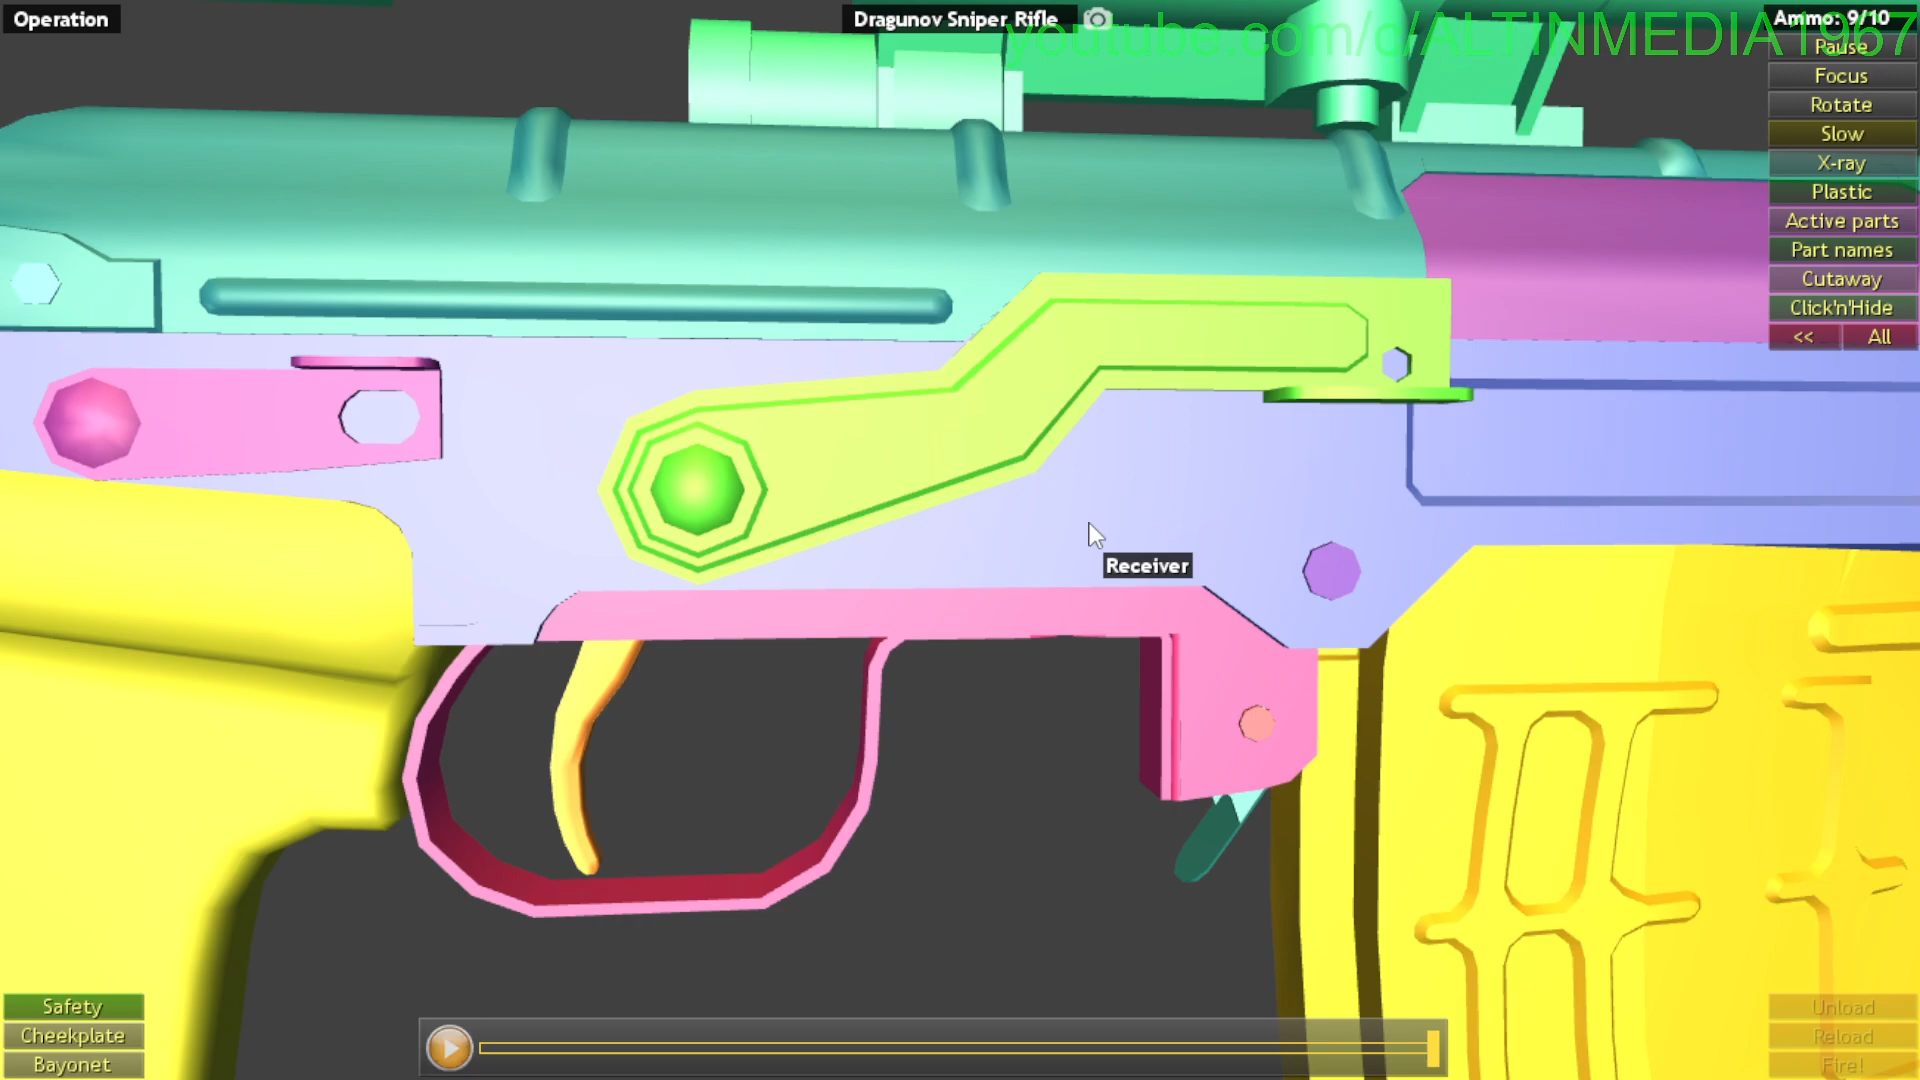 Operation
Dragunov Sniper Rifle
Ammo: 9/10
youtube.com/c/ALTINMEDIA1967
Pause
Focus
Rotate
Slow
X-ray
Plastic
Active parts
Part names
Cutaway
Click'n'Hide
<< All
Receiver
Safety
Cheekplate
Bayonet
Unload
Reload
Fire!